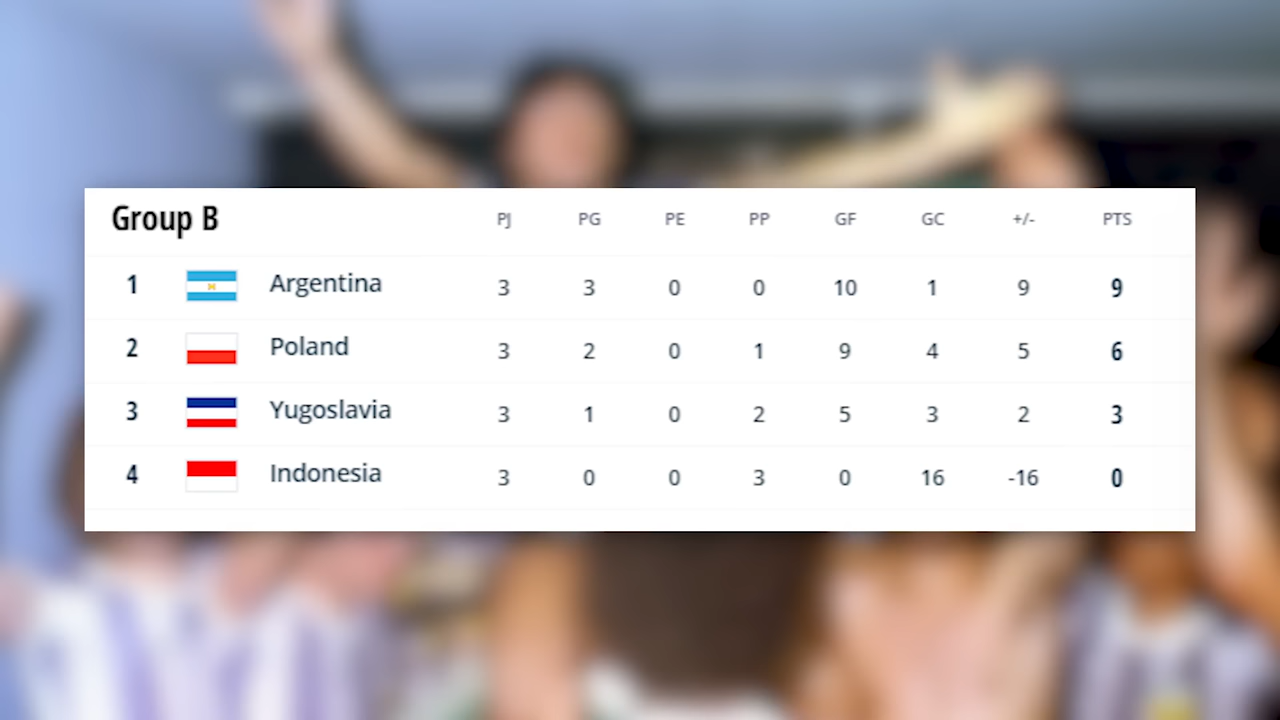 Group B PJ PG PE PP GF GC +/- PTS
1 Argentina 3 3 0 0 10 1 9 9
2 Poland 3 2 0 1 9 4 5 6
3 Yugoslavia 3 1 0 2 5 3 2 3
4 Indonesia 3 0 0 3 0 16 -16 0